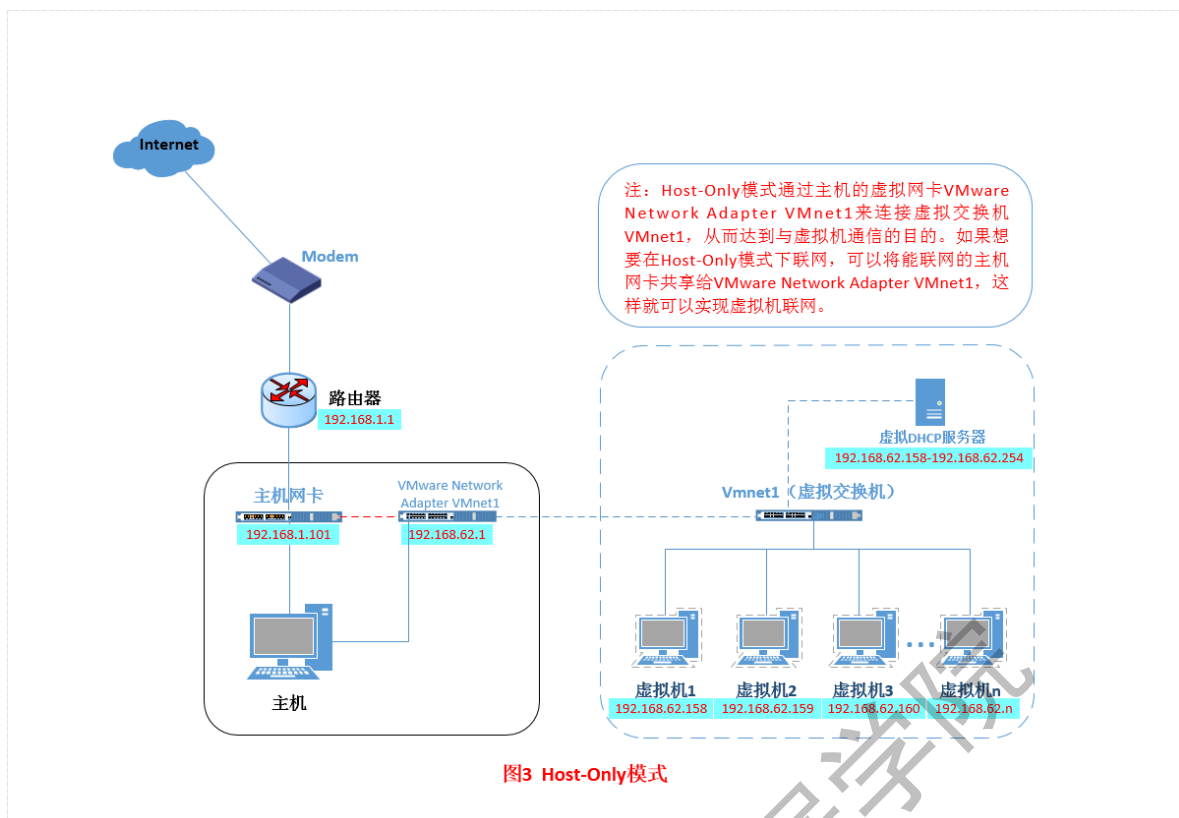 Internet
Modem
注：Host-Only模式通过主机的虚拟网卡VMware
Network Adapter VMnet1来连接虚拟交换机
VMnet1，从而达到与虚拟机通信的目的。如果想
要在Host-Only模式下联网，可以将能联网的主机
网卡共享给VMware Network Adapter VMnet1，这
样就可以实现虚拟机联网。
路由器
192.168.1.1
虚拟DHCP服务器
192.168.62.158-192.168.62.254
主机网卡
192.168.1.101
VMware Network
Adapter VMnet1
192.168.62.1
Vmnet1（虚拟交换机）
主机
虚拟机1
192.168.62.158
虚拟机2
192.168.62.159
虚拟机3
192.168.62.160
虚拟机n
192.168.62.n
图3 Host-Only模式
学院